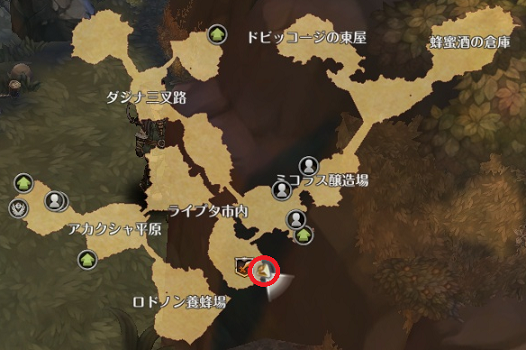 ドビッコージの東屋
蜂蜜酒の倉庫
ダジナ二叉路
ミコラス醸造場
ライブタ市内
アカクシャ平原
ロドノン養蜂場